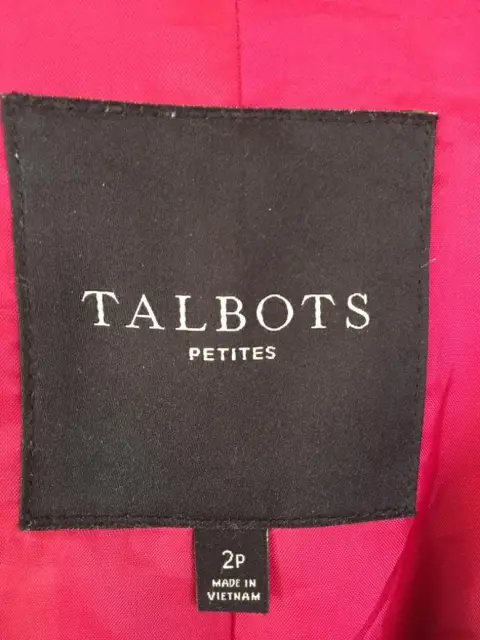 TALBOTS
PETITES
2P
MADE IN
VIETNAM